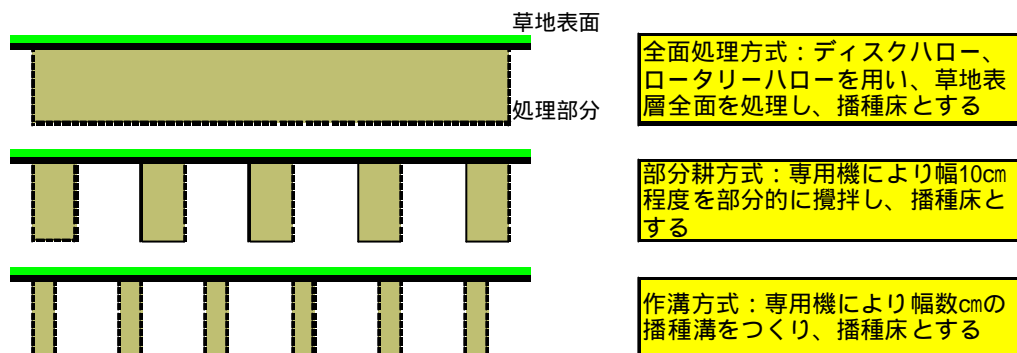 草地表面
全面処理方式：ディスクハロー、
ロータリーハローを用い、草地表
層全面を処理し、播種床とする
処理部分
部分耕方式：専用機により幅10㎝
程度を部分的に攪拌し、播種床と
する
作溝方式：専用機により幅数㎝の
播種溝をつくり、播種床とする